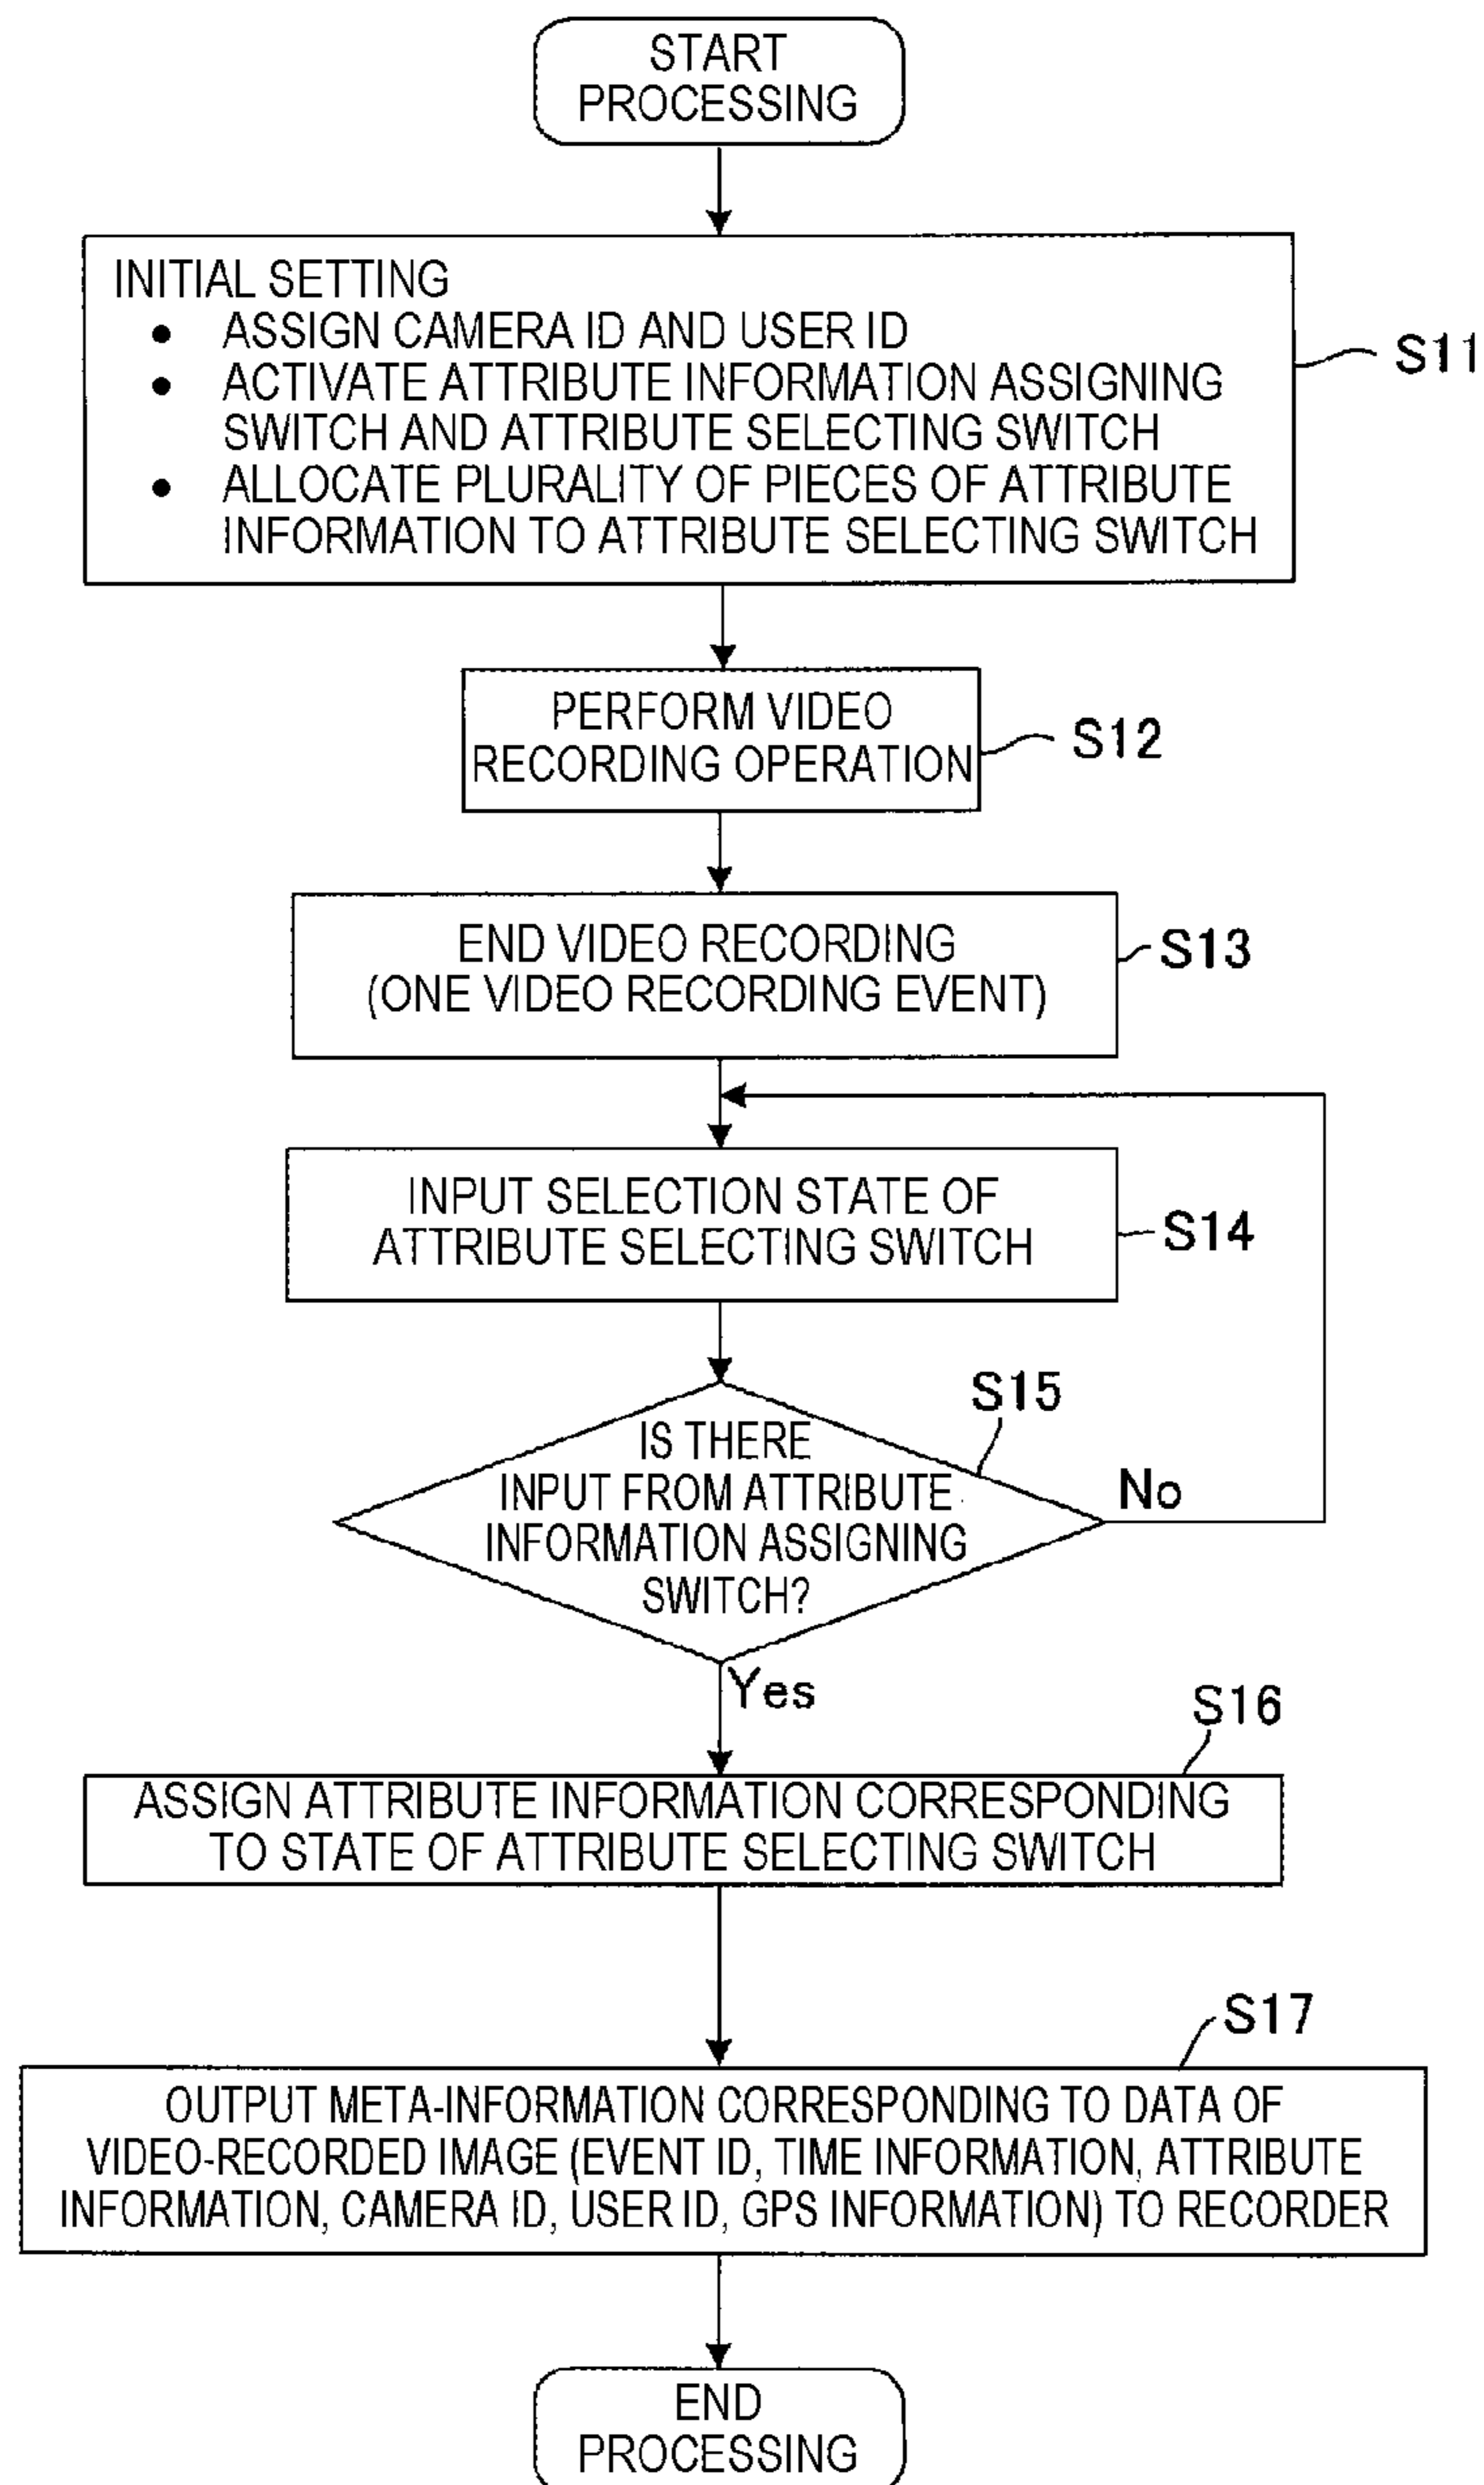 START
PROCESSING
INITIAL SETTING
● ASSIGN CAMERA ID AND USER ID
● ACTIVATE ATTRIBUTE INFORMATION ASSIGNING
SWITCH AND ATTRIBUTE SELECTING SWITCH
● ALLOCATE PLURALITY OF PIECES OF ATTRIBUTE
INFORMATION TO ATTRIBUTE SELECTING SWITCH
S11
PERFORM VIDEO
RECORDING OPERATION
S12
END VIDEO RECORDING
(ONE VIDEO RECORDING EVENT)
S13
INPUT SELECTION STATE OF
ATTRIBUTE SELECTING SWITCH
S14
S15
IS THERE
INPUT FROM ATTRIBUTE
INFORMATION ASSIGNING
SWITCH?
No
Yes
S16
ASSIGN ATTRIBUTE INFORMATION CORRESPONDING
TO STATE OF ATTRIBUTE SELECTING SWITCH
S17
OUTPUT META-INFORMATION CORRESPONDING TO DATA OF
VIDEO-RECORDED IMAGE (EVENT ID, TIME INFORMATION, ATTRIBUTE
INFORMATION, CAMERA ID, USER ID, GPS INFORMATION) TO RECORDER
END
PROCESSING